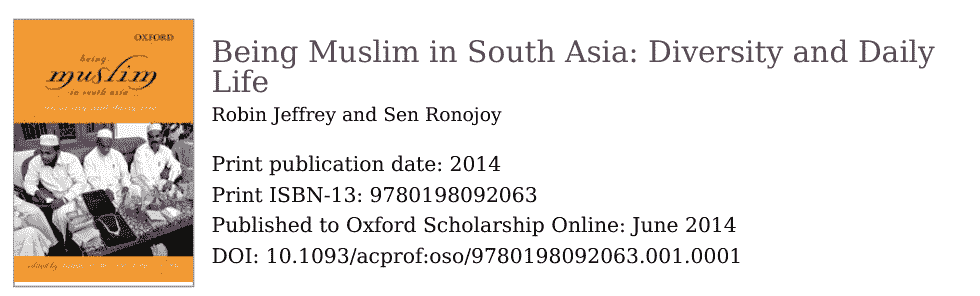 OXFORD
being
muslim
in south asia
edited by
Being Muslim in South Asia: Diversity and Daily
Life
Robin Jeffrey and Sen Ronojoy
Print publication date: 2014
Print ISBN-13: 9780198092063
Published to Oxford Scholarship Online: June 2014
DOI: 10.1093/acprof:oso/9780198092063.001.0001